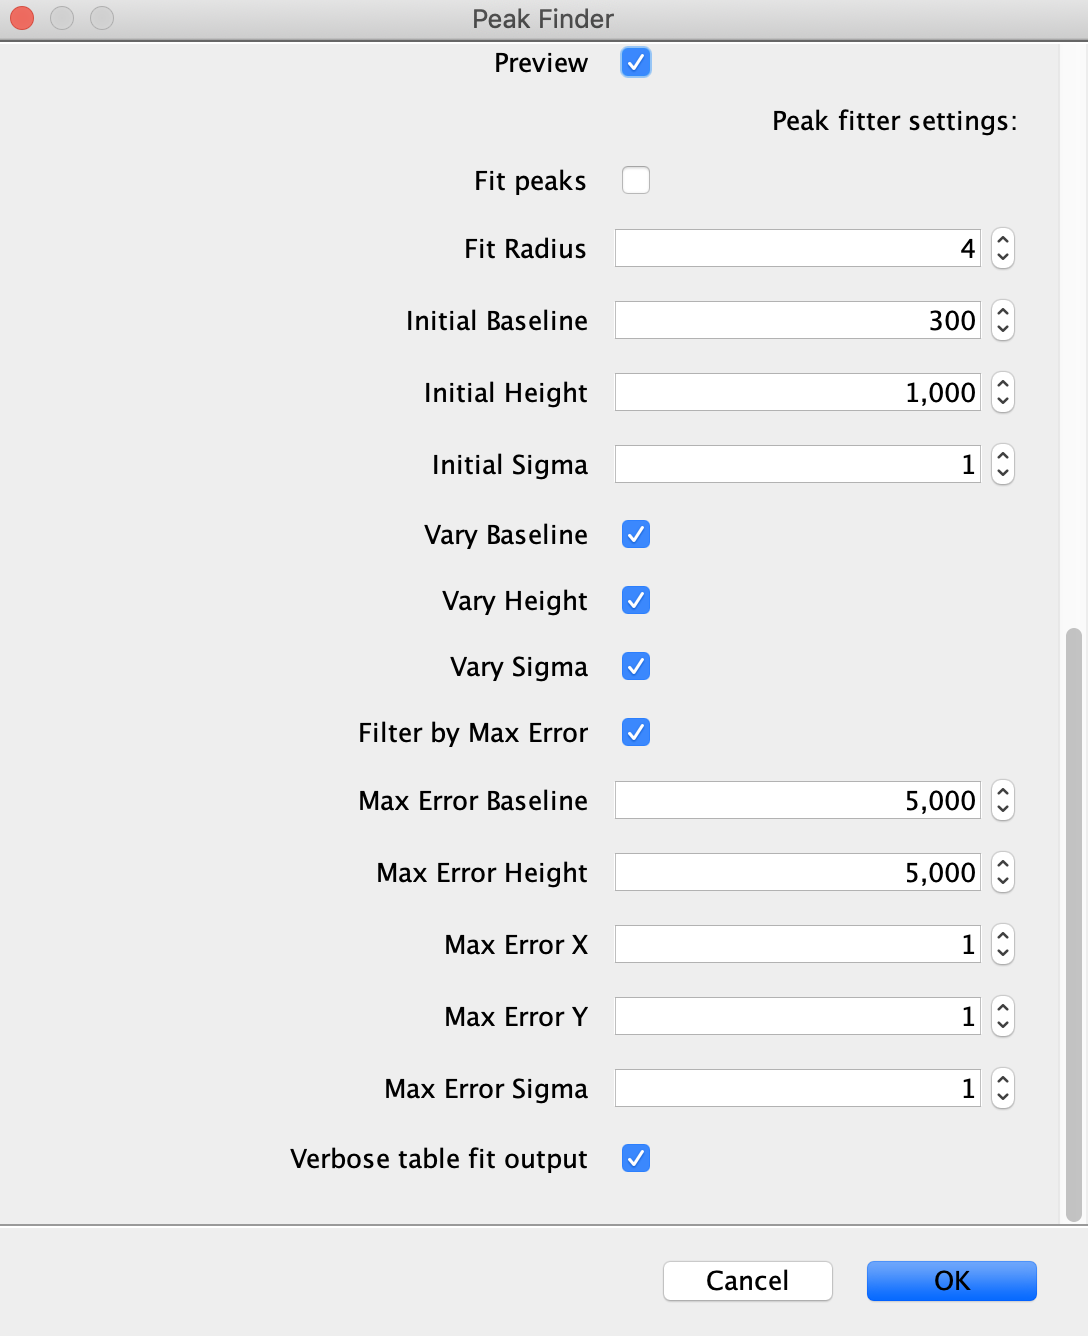 Peak Finder
Preview
Peak fitter settings:
Fit peaks
Fit Radius 4
Initial Baseline 300
Initial Height 1,000
Initial Sigma 1
Vary Baseline
Vary Height
Vary Sigma
Filter by Max Error
Max Error Baseline 5,000
Max Error Height 5,000
Max Error X 1
Max Error Y 1
Max Error Sigma 1
Verbose table fit output
Cancel OK